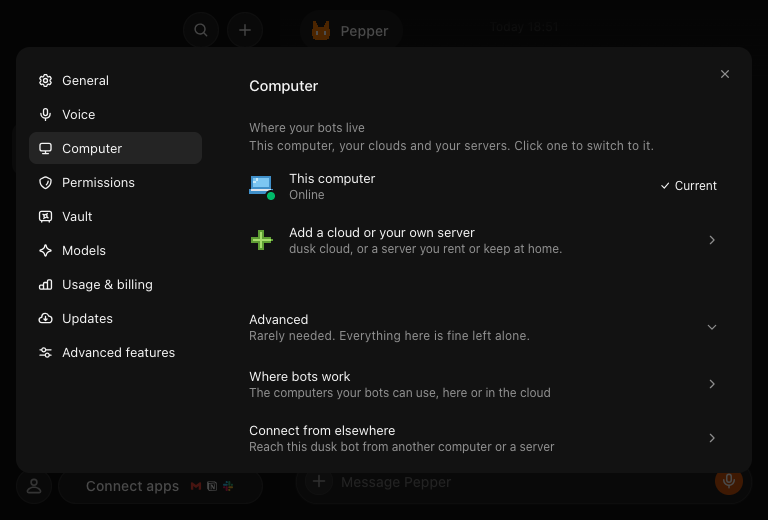 Pepper
Today 18:51
General
Voice
Computer
Permissions
Vault
Models
Usage & billing
Updates
Advanced features
Computer
Where your bots live
This computer, your clouds and your servers. Click one to switch to it.
This computer
Online
Current
Add a cloud or your own server
dusk cloud, or a server you rent or keep at home.
Advanced
Rarely needed. Everything here is fine left alone.
Where bots work
The computers your bots can use, here or in the cloud
Connect from elsewhere
Reach this dusk bot from another computer or a server
Connect apps
Message Pepper